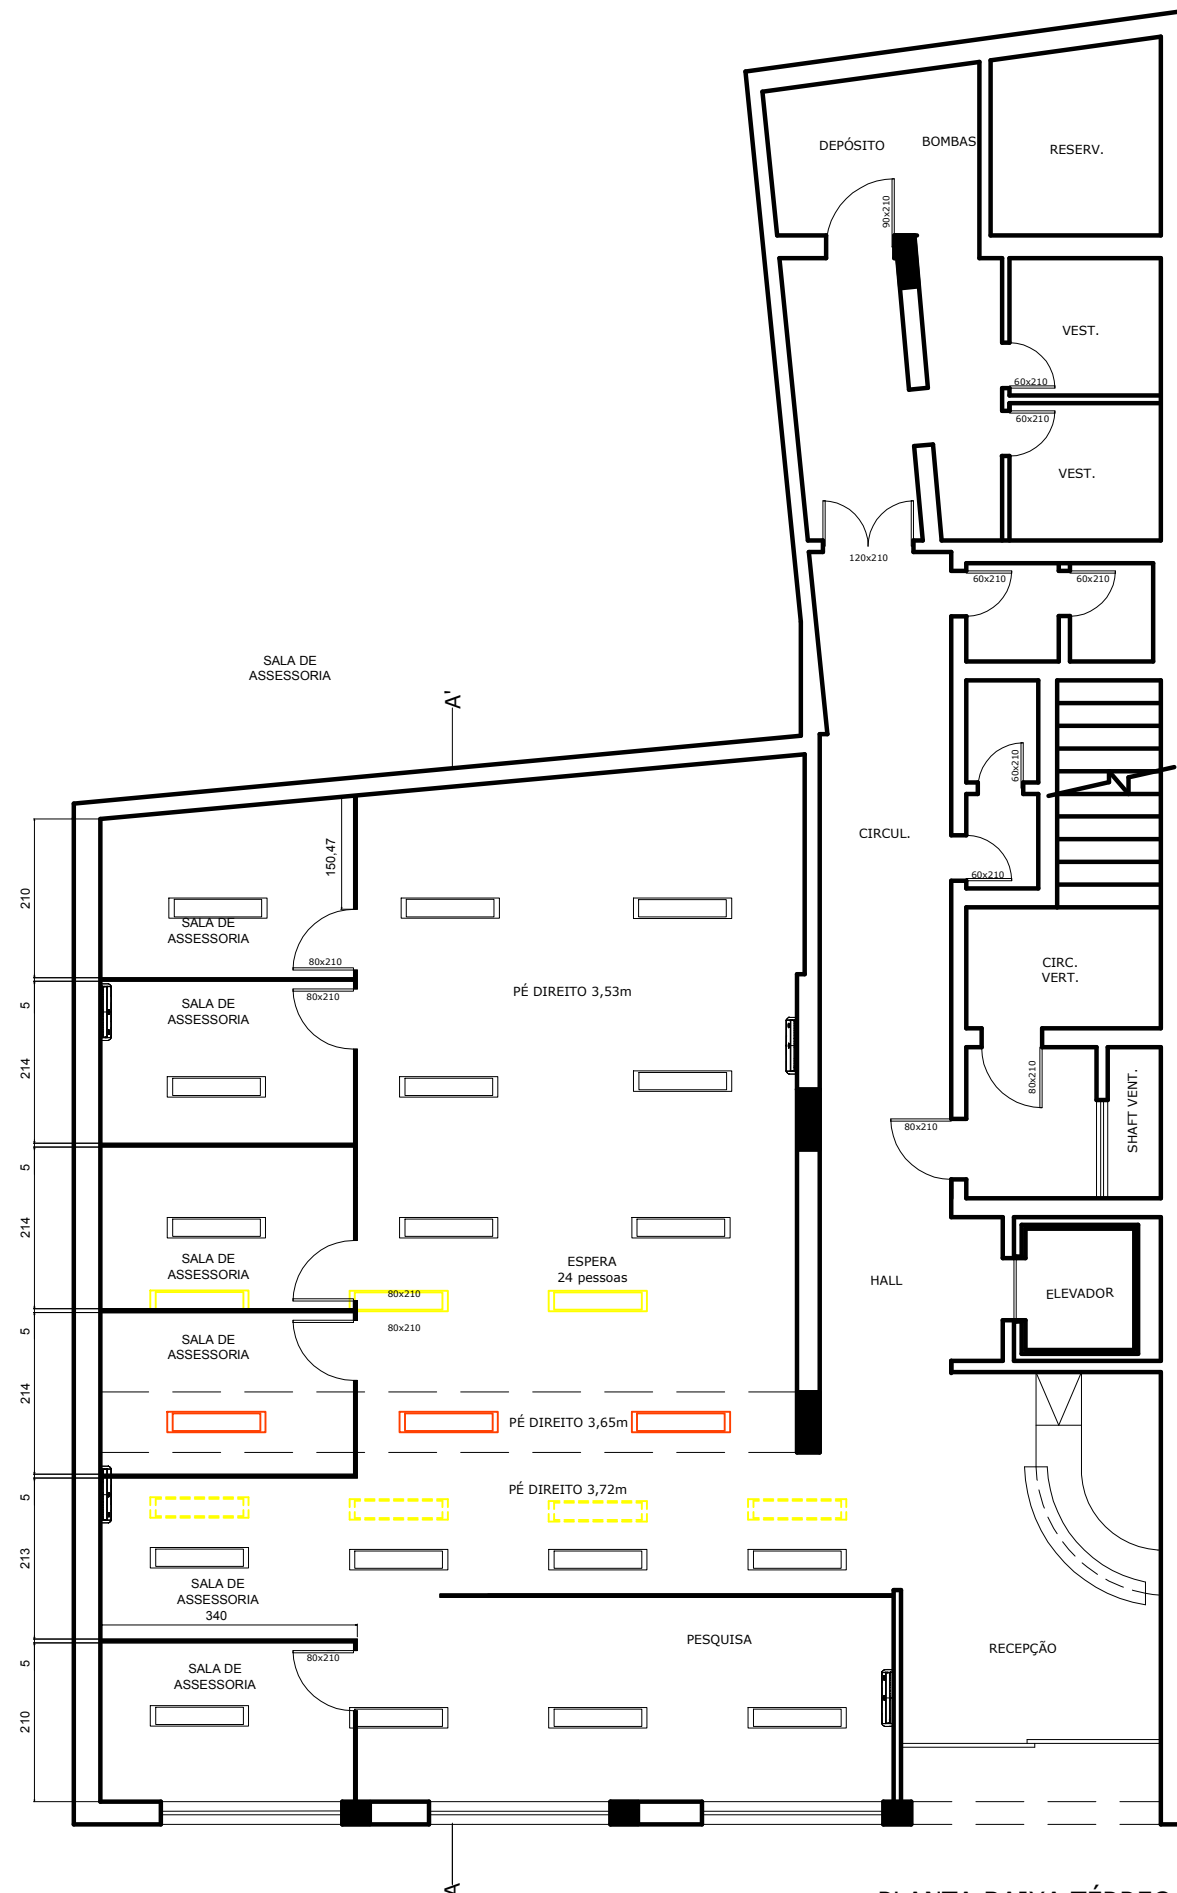 DEPÓSITO
BOMBAS
RESERV.
90x210
VEST.
60x210
60x210
VEST.
120x210
60x210
60x210
SALA DE
ASSESSORIA
A'
60x210
CIRCUL.
150,47
60x210
210
SALA DE
ASSESSORIA
80x210
CIRC.
VERT.
5
SALA DE
ASSESSORIA
80x210
PÉ DIREITO 3,53m
214
80x210
SHAFT VENT.
80x210
5
214
SALA DE
ASSESSORIA
ESPERA
24 pessoas
HALL
ELEVADOR
80x210
5
SALA DE
ASSESSORIA
80x210
214
PÉ DIREITO 3,65m
5
PÉ DIREITO 3,72m
213
SALA DE
ASSESSORIA
340
5
80x210
PESQUISA
RECEPÇÃO
SALA DE
ASSESSORIA
210
A
PLANTA BAIXA TÉRREO